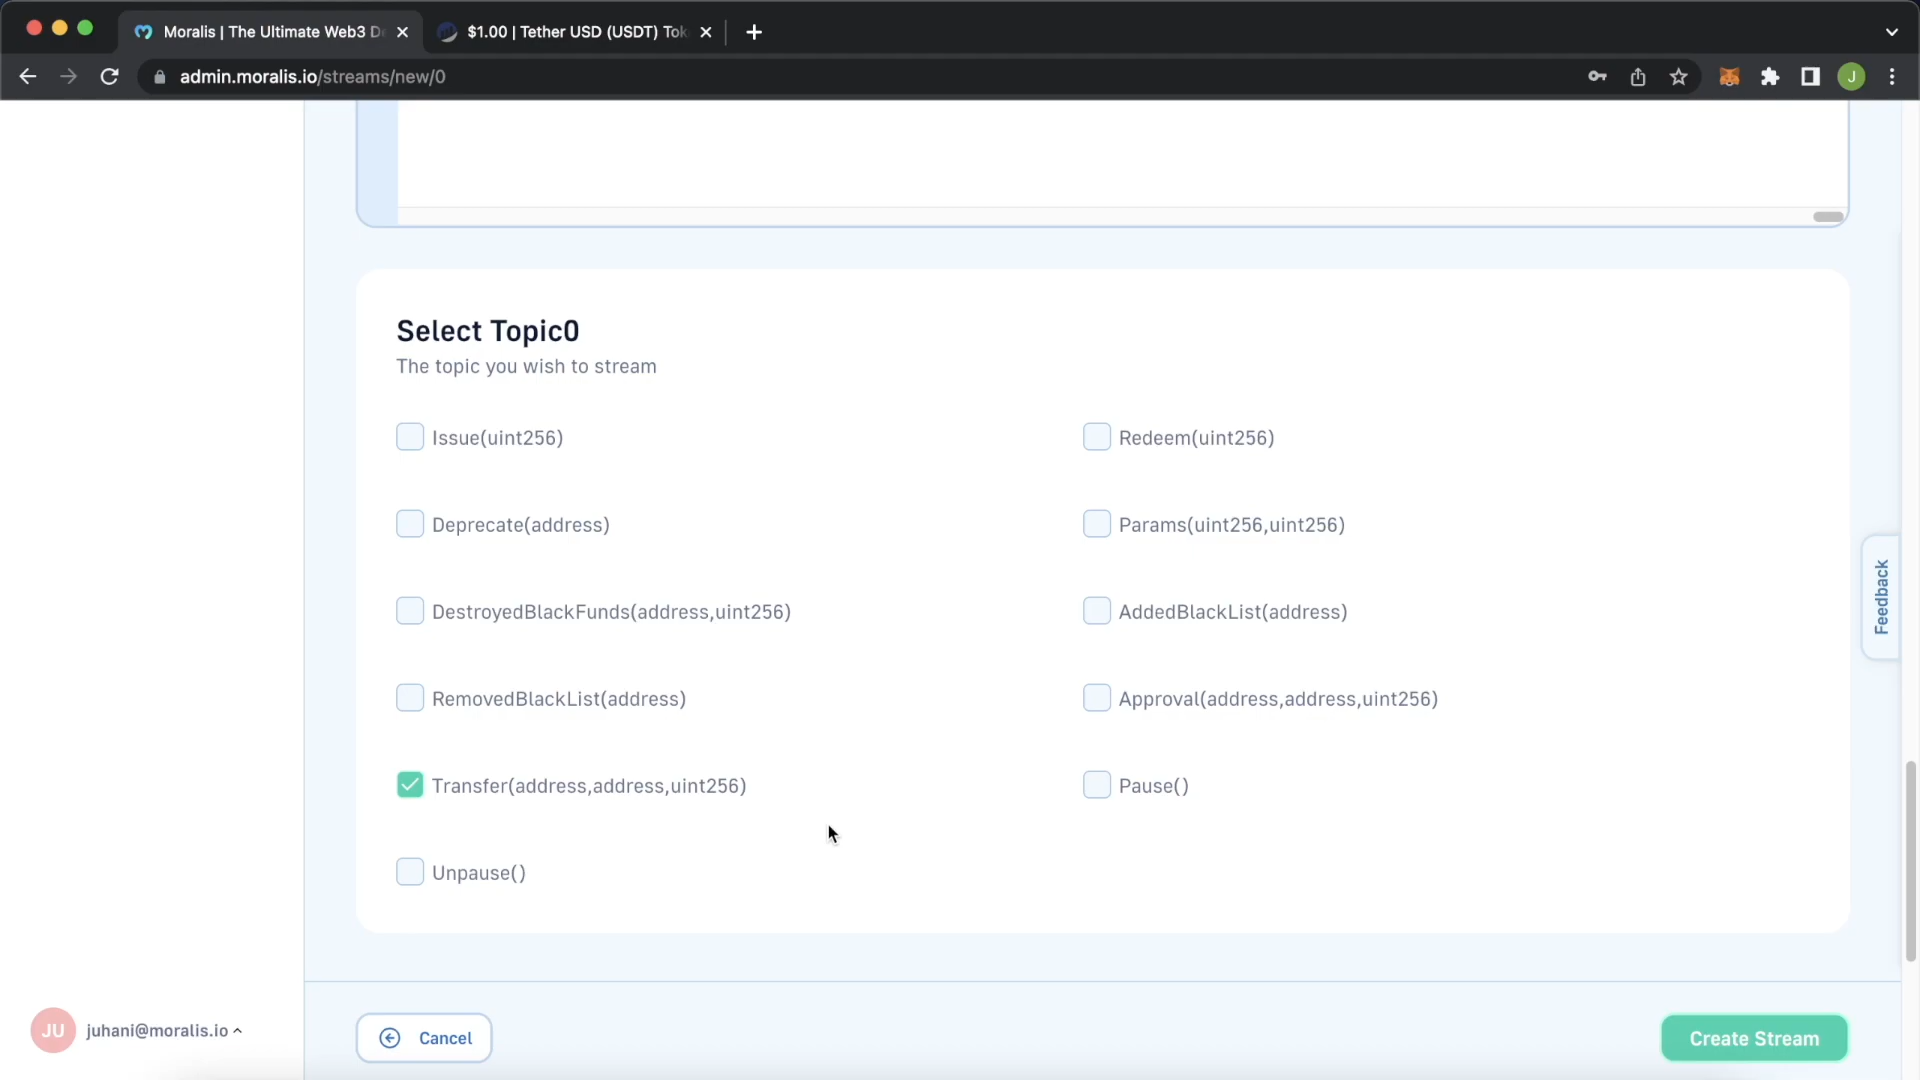 Moralis | The Ultimate Web3 De
$1.00 | Tether USD (USDT) Tok
admin.moralis.io/streams/new/0
J
Select Topic0
The topic you wish to stream
Issue(uint256)
Redeem(uint256)
Deprecate(address)
Params(uint256,uint256)
DestroyedBlackFunds(address,uint256)
AddedBlackList(address)
RemovedBlackList(address)
Approval(address,address,uint256)
Transfer(address,address,uint256)
Pause()
Unpause()
Feedback
JU
juhani@moralis.io
Cancel
Create Stream